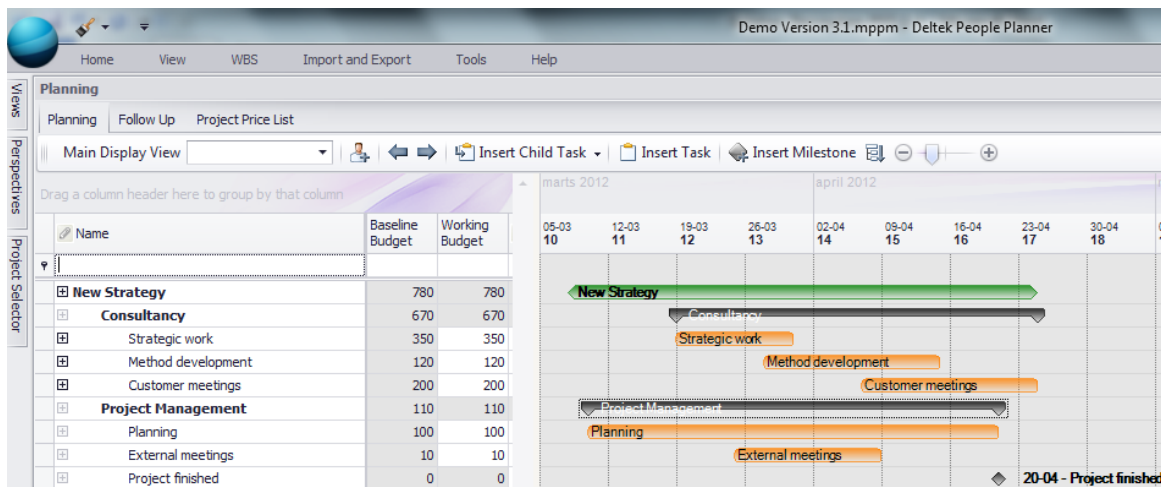 Demo Version 3.1.mppm - Deltek People Planner
Home View WBS Import and Export Tools Help
Views
Perspectives
Project Selector
Planning
Planning Follow Up Project Price List
Main Display View Insert Child Task Insert Task Insert Milestone
Drag a column header here to group by that column
marts 2012 april 2012
Name Baseline Budget Working Budget
05-03 12-03 19-03 26-03 02-04 09-04 16-04 23-04 30-04
10 11 12 13 14 15 16 17 18
New Strategy 780 780 New Strategy
Consultancy 670 670 Consultancy
Strategic work 350 350 Strategic work
Method development 120 120 Method development
Customer meetings 200 200 Customer meetings
Project Management 110 110 Project Management
Planning 100 100 Planning
External meetings 10 10 External meetings
Project finished 0 0 20-04 - Project finished